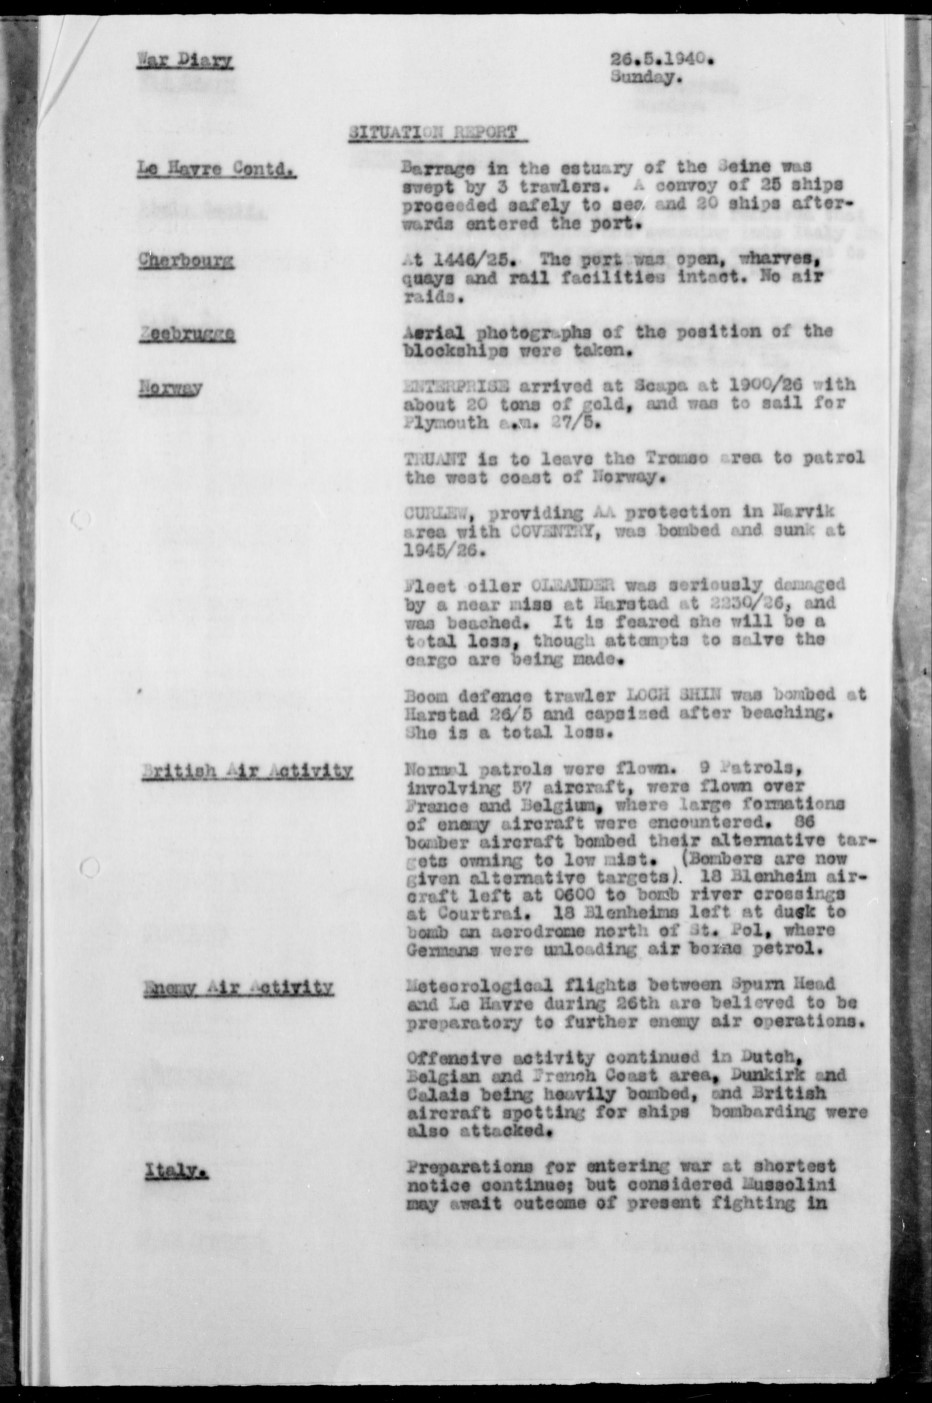 War Diary
26.5.1940.
Sunday.
SITUATION REPORT
Le Havre Contd.
Barrage in the estuary of the Seine was
swept by 3 trawlers. A convoy of 25 ships
proceeded safely to sea and 20 ships after-
wards entered the port.
Cherbourg
At 1446/25. The port was open, wharves,
quays and rail facilities intact. No air
raids.
Zeebrugge
Aerial photographs of the position of the
blockships were taken.
Norway
ENTERPRISE arrived at Scapa at 1900/26 with
about 20 tons of gold, and was to sail for
Plymouth a.m. 27/5.
TRUANT is to leave the Tromso area to patrol
the west coast of Norway.
CURLEW, providing AA protection in Narvik
area with COVENTRY, was bombed and sunk at
1945/26.
Fleet oiler OLEANDER was seriously damaged
by a near miss at Harstad at 2230/26, and
was beached. It is feared she will be a
total loss, though attempts to salve the
cargo are being made.
Boom defence trawler LOCH SHIN was bombed at
Harstad 26/5 and capsized after beaching.
She is a total loss.
British Air Activity
Normal patrols were flown. 9 Patrols,
involving 57 aircraft, were flown over
France and Belgium, where large formations
of enemy aircraft were encountered. 86
bomber aircraft bombed their alternative tar-
gets owning to low mist. (Bombers are now
given alternative targets). 18 Blenheim air-
craft left at 0600 to bomb river crossings
at Courtrai. 18 Blenheims left at dusk to
bomb an aerodrome north of St. Pol, where
Germans were unloading air borne petrol.
Enemy Air Activity
Meteorological flights between Spurn Head
and Le Havre during 26th are believed to be
preparatory to further enemy air operations.
Offensive activity continued in Dutch,
Belgian and French Coast area, Dunkirk and
Calais being heavily bombed, and British
aircraft spotting for ships bombarding were
also attacked.
Italy.
Preparations for entering war at shortest
notice continue; but considered Mussolini
may await outcome of present fighting in